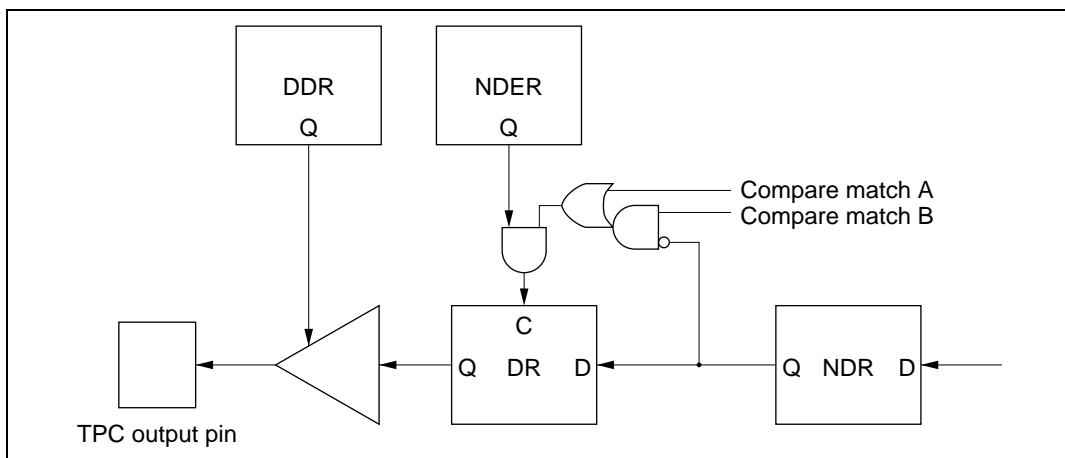 DDR
Q
NDER
Q
Compare match A
Compare match B
C
Q DR D
Q NDR D
TPC output pin